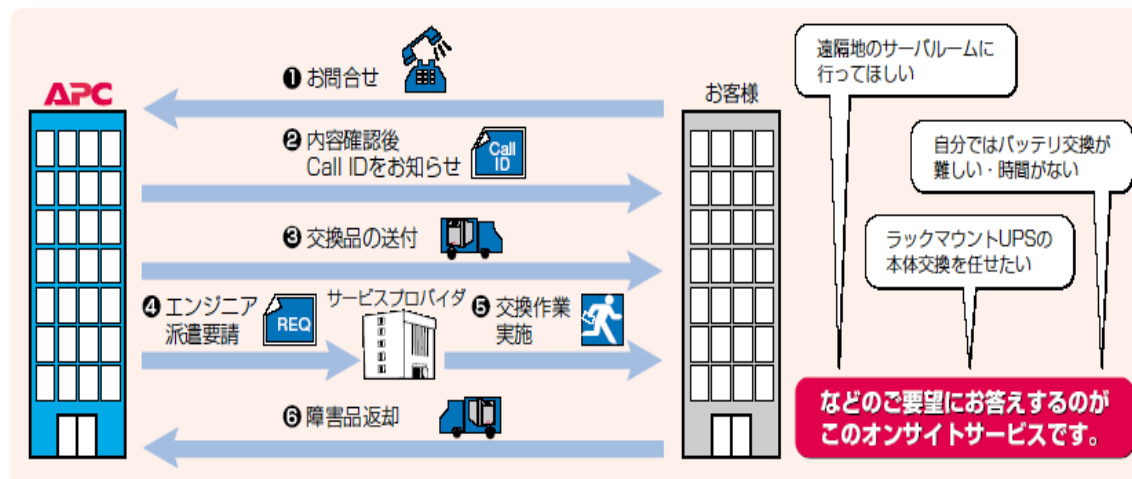 APC
❶ お問合せ
❷ 内容確認後
Call IDをお知らせ
Call
ID
❸ 交換品の送付
❹ エンジニア
派遣要請
REQ
サービスプロバイダ
❺ 交換作業
実施
❻ 障害品返却
お客様
遠隔地のサーバルームに
行ってほしい
自分ではバッテリ交換が
難しい・時間がない
ラックマウントUPSの
本体交換を任せたい
などのご要望にお答えするのが
このオンサイトサービスです。